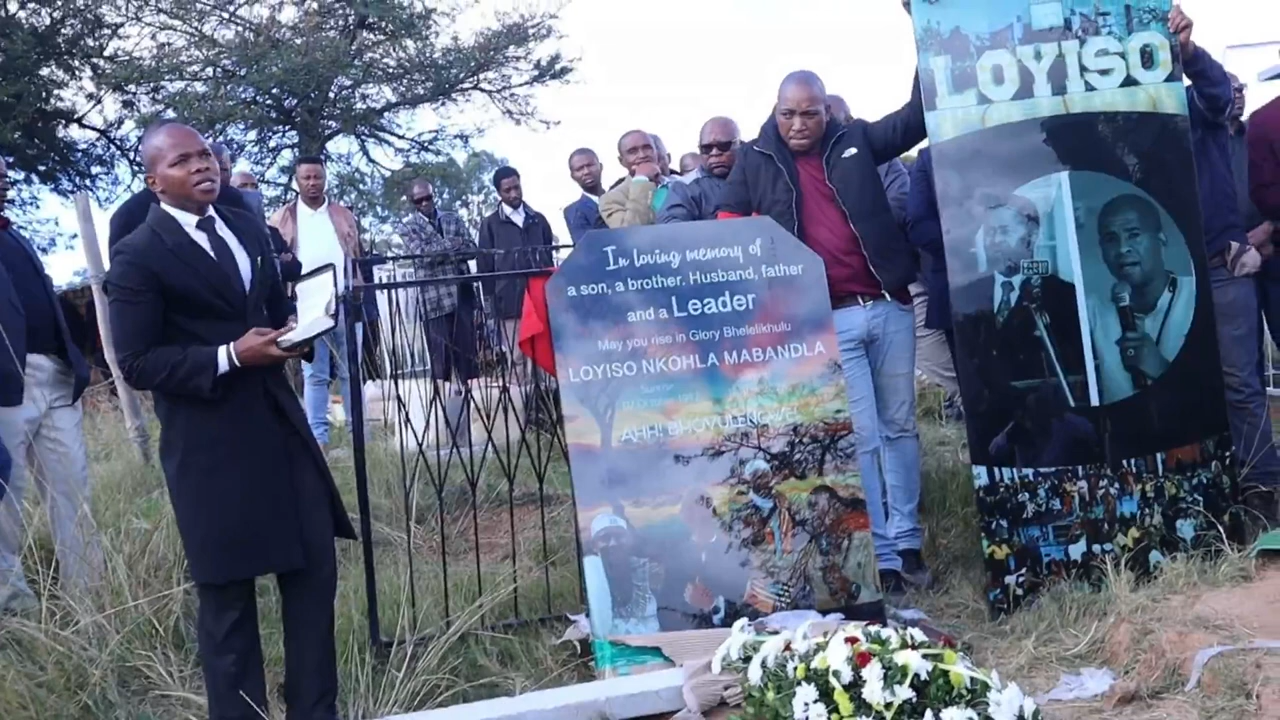 In loving memory of
a son, a brother. Husband, father
and a Leader
May you rise in Glory Bhelelikhulu
LOYISO NKOHLA MABANDLA
Sunrise
AHH! BHOVULENGWE!
LOYISO